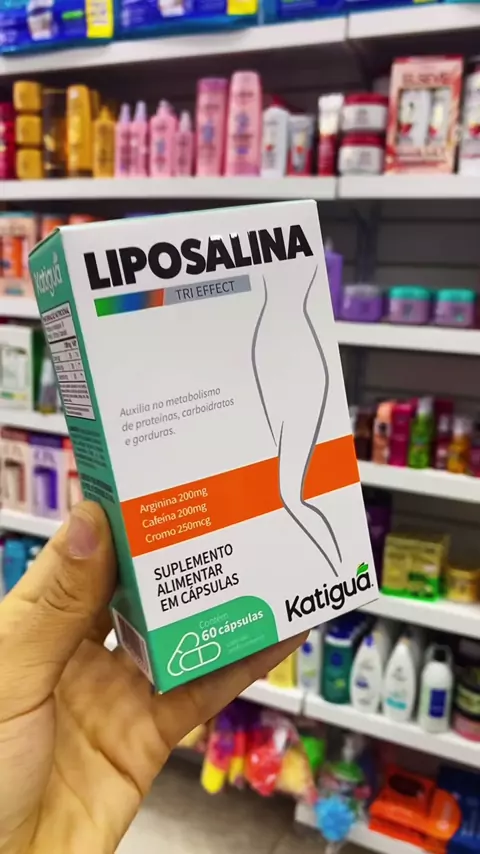 LIPOSALINA
TRI EFFECT
Katiguá
Auxilia no metabolismo
de proteínas, carboidratos
e gorduras.
Arginina 200mg
Cafeína 200mg
Cromo 250mcg
SUPLEMENTO
ALIMENTAR
EM CÁPSULAS
Contém
60 cápsulas
Katiguá